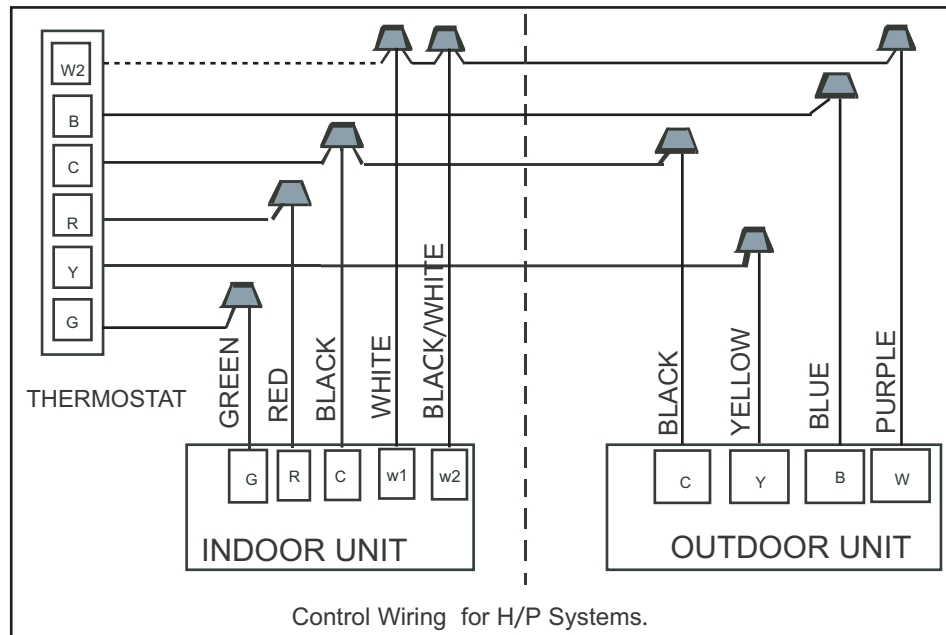 W2
B
C
R
Y
G
THERMOSTAT
GREEN
RED
BLACK
WHITE
BLACK/WHITE
BLACK
YELLOW
BLUE
PURPLE
G R C w1 w2
INDOOR UNIT
C Y B W
OUTDOOR UNIT
Control Wiring for H/P Systems.